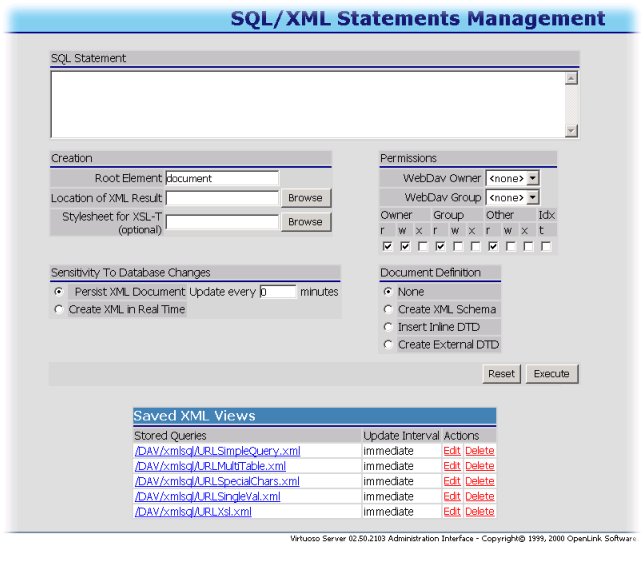 SQL/XML Statements Management
SQL Statement
Creation
Root Element document
Location of XML Result Browse
Stylesheet for XSL-T
(optional) Browse
Permissions
WebDav Owner <none>
WebDav Group <none>
Owner Group Other Idx
r w x r w x r w x t
Sensitivity To Database Changes
Persist XML Document Update every 0 minutes
Create XML in Real Time
Document Definition
None
Create XML Schema
Insert Inline DTD
Create External DTD
Reset Execute
Saved XML Views
Stored Queries Update Interval Actions
/DAV/xmlsql/URLSimpleQuery.xml immediate Edit Delete
/DAV/xmlsql/URLMultiTable.xml immediate Edit Delete
/DAV/xmlsql/URLSpecialChars.xml immediate Edit Delete
/DAV/xmlsql/URLSingleVal.xml immediate Edit Delete
/DAV/xmlsql/URLXsl.xml immediate Edit Delete
Virtuoso Server 02.50.2103 Administration Interface - Copyright© 1999, 2000 OpenLink Software